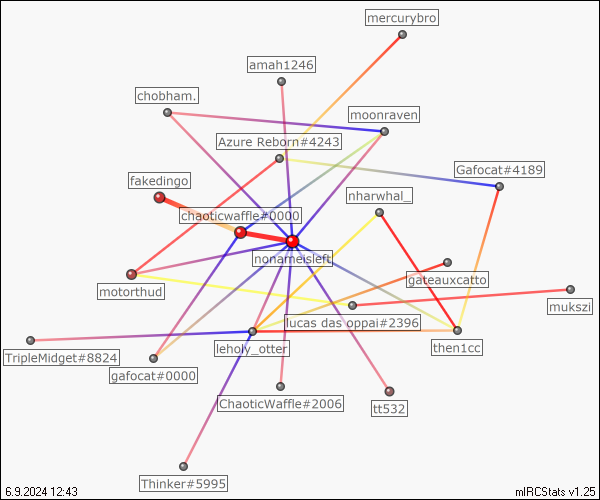 mercurybro
amah1246
chobham.
moonraven
Azure Reborn#4243
Gafocat#4189
fakedingo
nharwhal_
chaoticwaffle#0000
nonameisleft
gateauxcatto
motorthud
mukszi
lucas das oppai#2396
leholy_otter
then1cc
TripleMidget#8824
gafocat#0000
ChaoticWaffle#2006
tt532
Thinker#5995
6.9.2024 12:43
mIRCStats v1.25